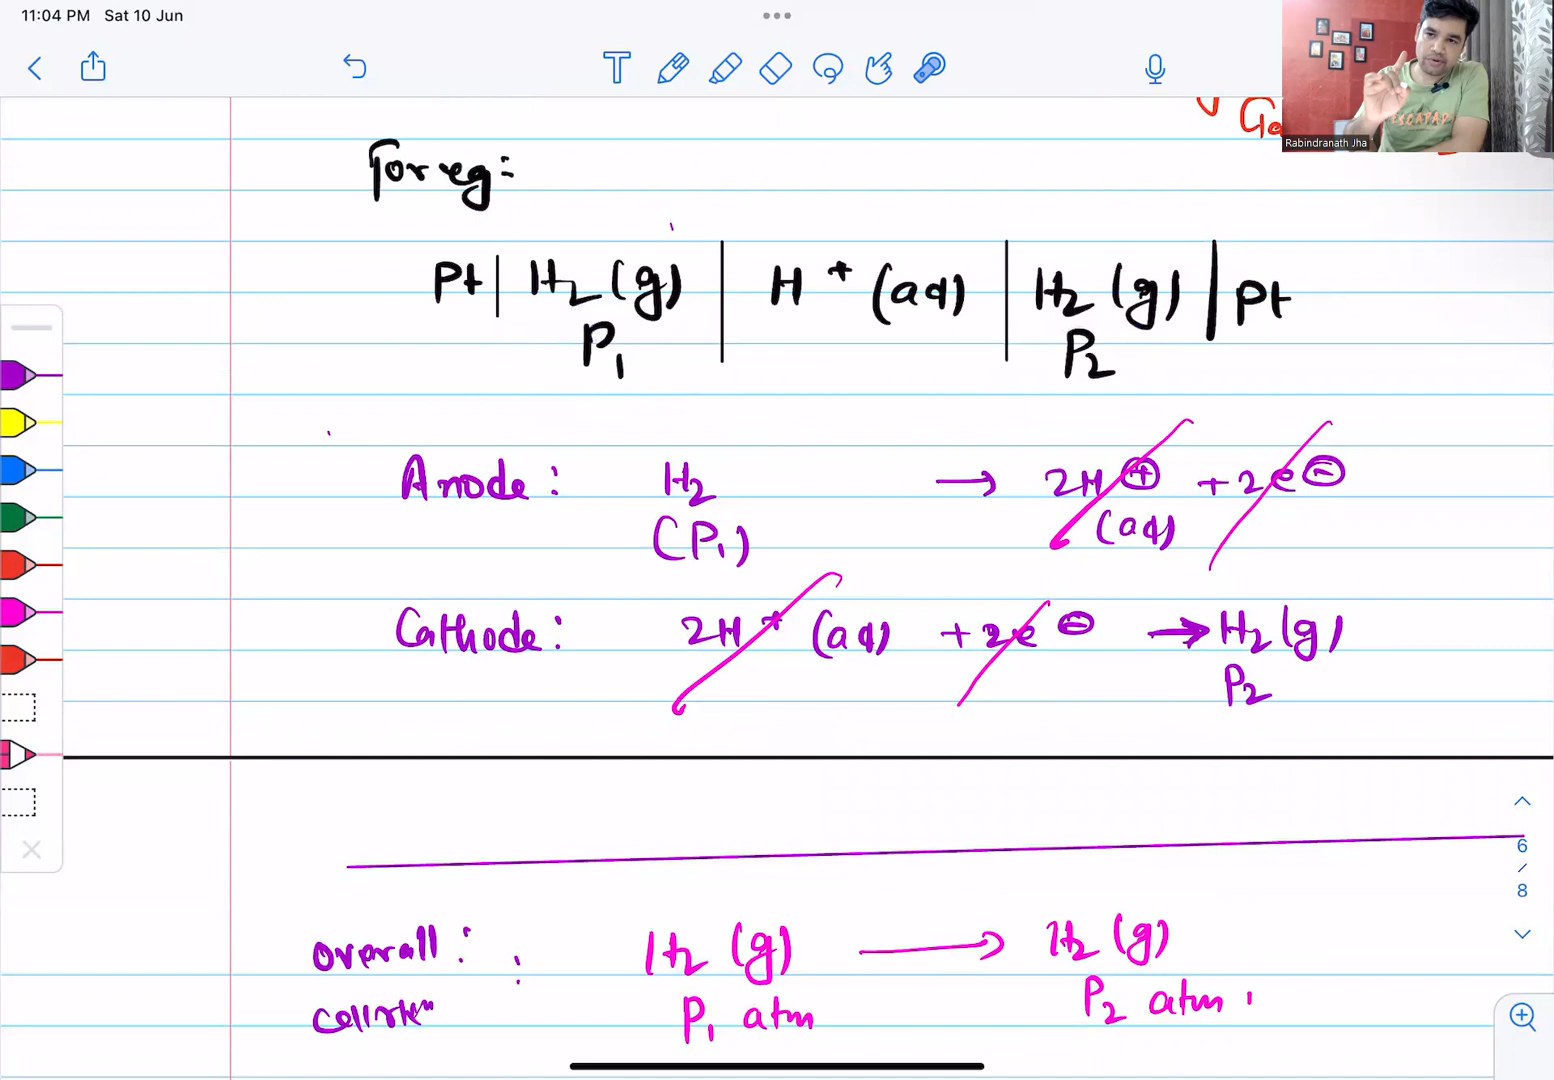 11:04 PM Sat 10 Jun
T
Rabindranath Jha
For eg:
Pt | H2 (g) | H+ (aq) | H2 (g) | Pt
P1 P2
Anode: H2 → 2H⊕ + 2e⊖
(P1) (aq)
Cathode: 2H+ (aq) + 2e⊖ → H2 (g)
P2
6
/
8
Overall : H2 (g) → H2 (g)
P1 atm P2 atm